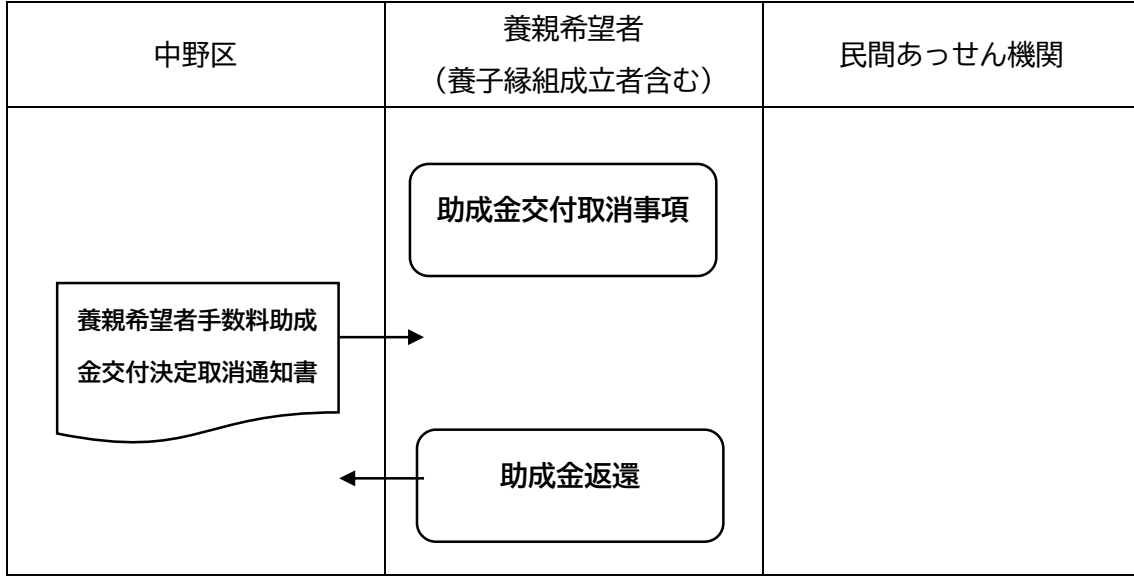 中野区
養親希望者
（養子縁組成立者含む）
民間あっせん機関
助成金交付取消事項
養親希望者手数料助成
金交付決定取消通知書
助成金返還